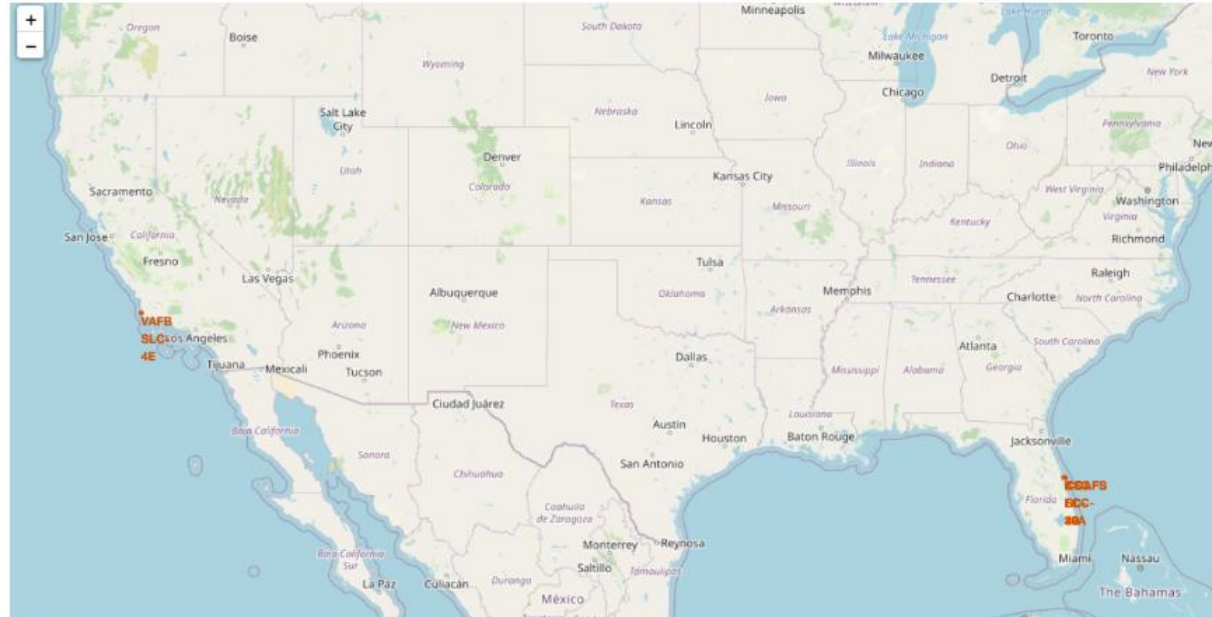 +
−
Minneapolis
Lake Huron
Oregon
Boise
South Dakota
Toronto
Lake Michigan
Milwaukee
Wyoming
Detroit
New York
Chicago
Iowa
Nebraska
Salt Lake
City
Lincoln
Pennsylvania
Ohio
New
Denver
Illinois
Indiana
Philadelph
Utah
Kansas City
Colorado
Sacramento
West Virginia
Washington
Nevada
Kansas
Missouri
Virginia
San Jose
California
Kentucky
Richmond
Fresno
Tulsa
Las Vegas
Raleigh
Tennessee
Albuquerque
Oklahoma
Memphis
Charlotte
North Carolina
Arkansas
VAFB
SLC-
4E
Los Angeles
Arizona
New Mexico
South Carolina
Atlanta
Phoenix
Dallas
Tijuana
Mexicali
Tucson
Mississippi
Alabama
Georgia
Ciudad Juárez
Texas
Louisiana
Austin
Baja California
Houston
Baton Rouge
Jacksonville
Sonora
San Antonio
Chihuahua
Florida
Coahuila
de Zaragoza
Monterrey
Reynosa
Baja California
Sur
Miami
Nassau
Saltillo
Tamaulipas
La Paz
Culiacán
Durango
The Bahamas
México